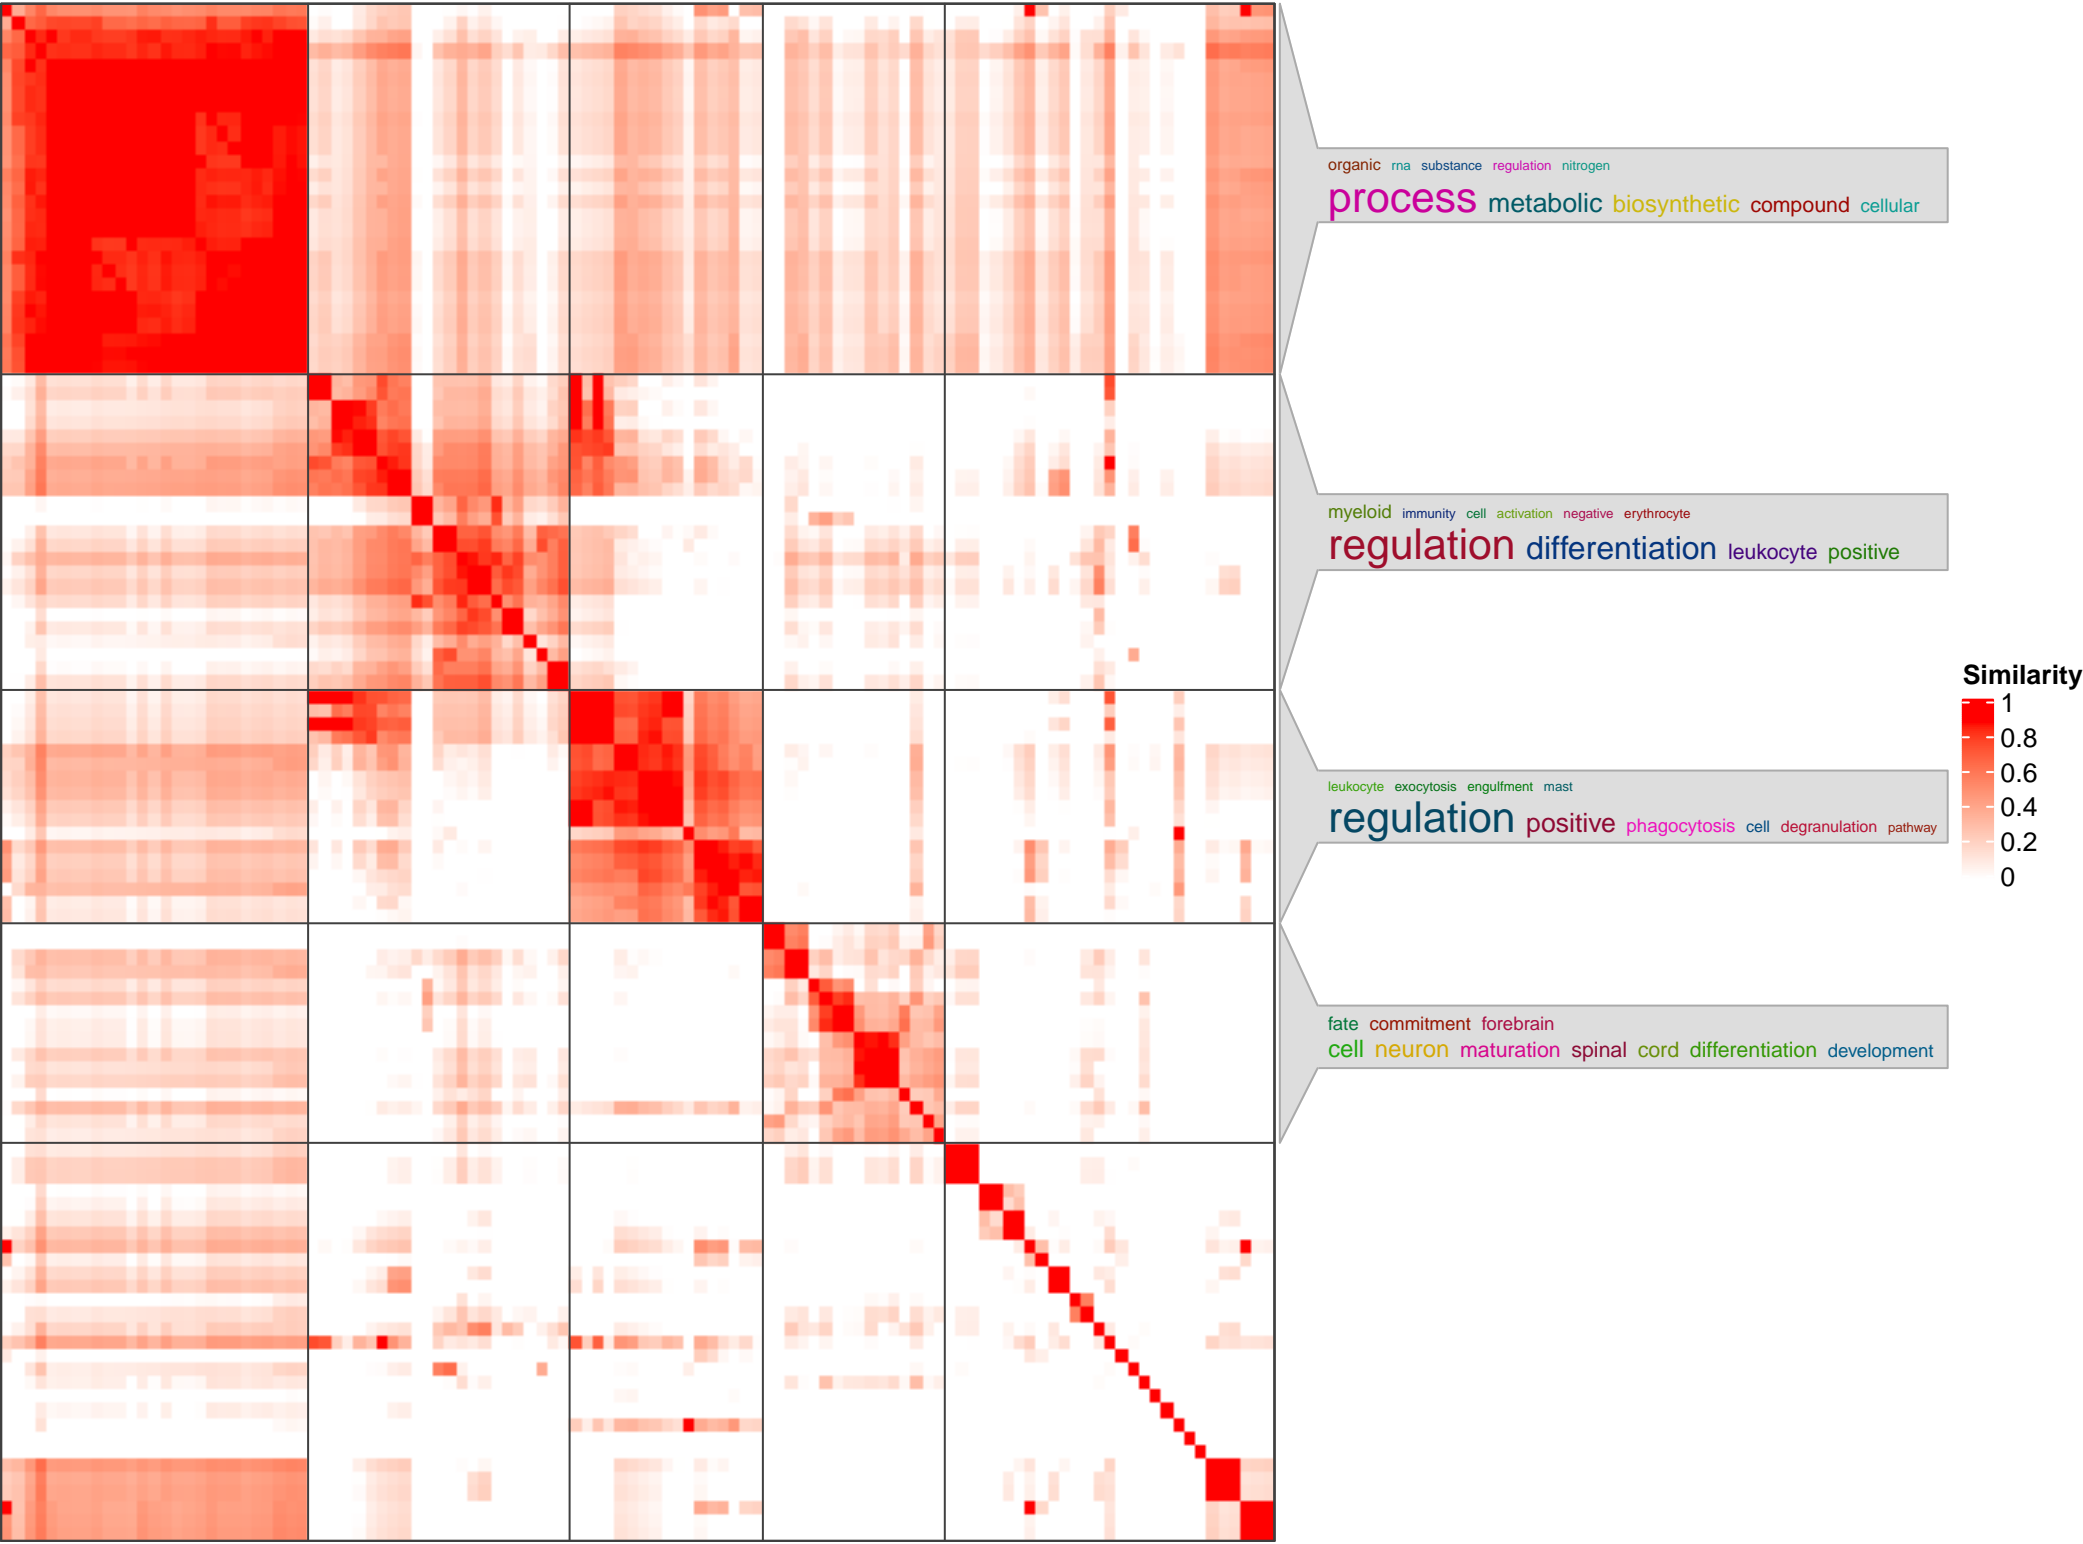 organic rna substance regulation nitrogen
process metabolic biosynthetic compound cellular
myeloid immunity cell activation negative erythrocyte
regulation differentiation leukocyte positive
leukocyte exocytosis engulfment mast
regulation positive phagocytosis cell degranulation pathway
fate commitment forebrain
cell neuron maturation spinal cord differentiation development
Similarity
1
0.8
0.6
0.4
0.2
0